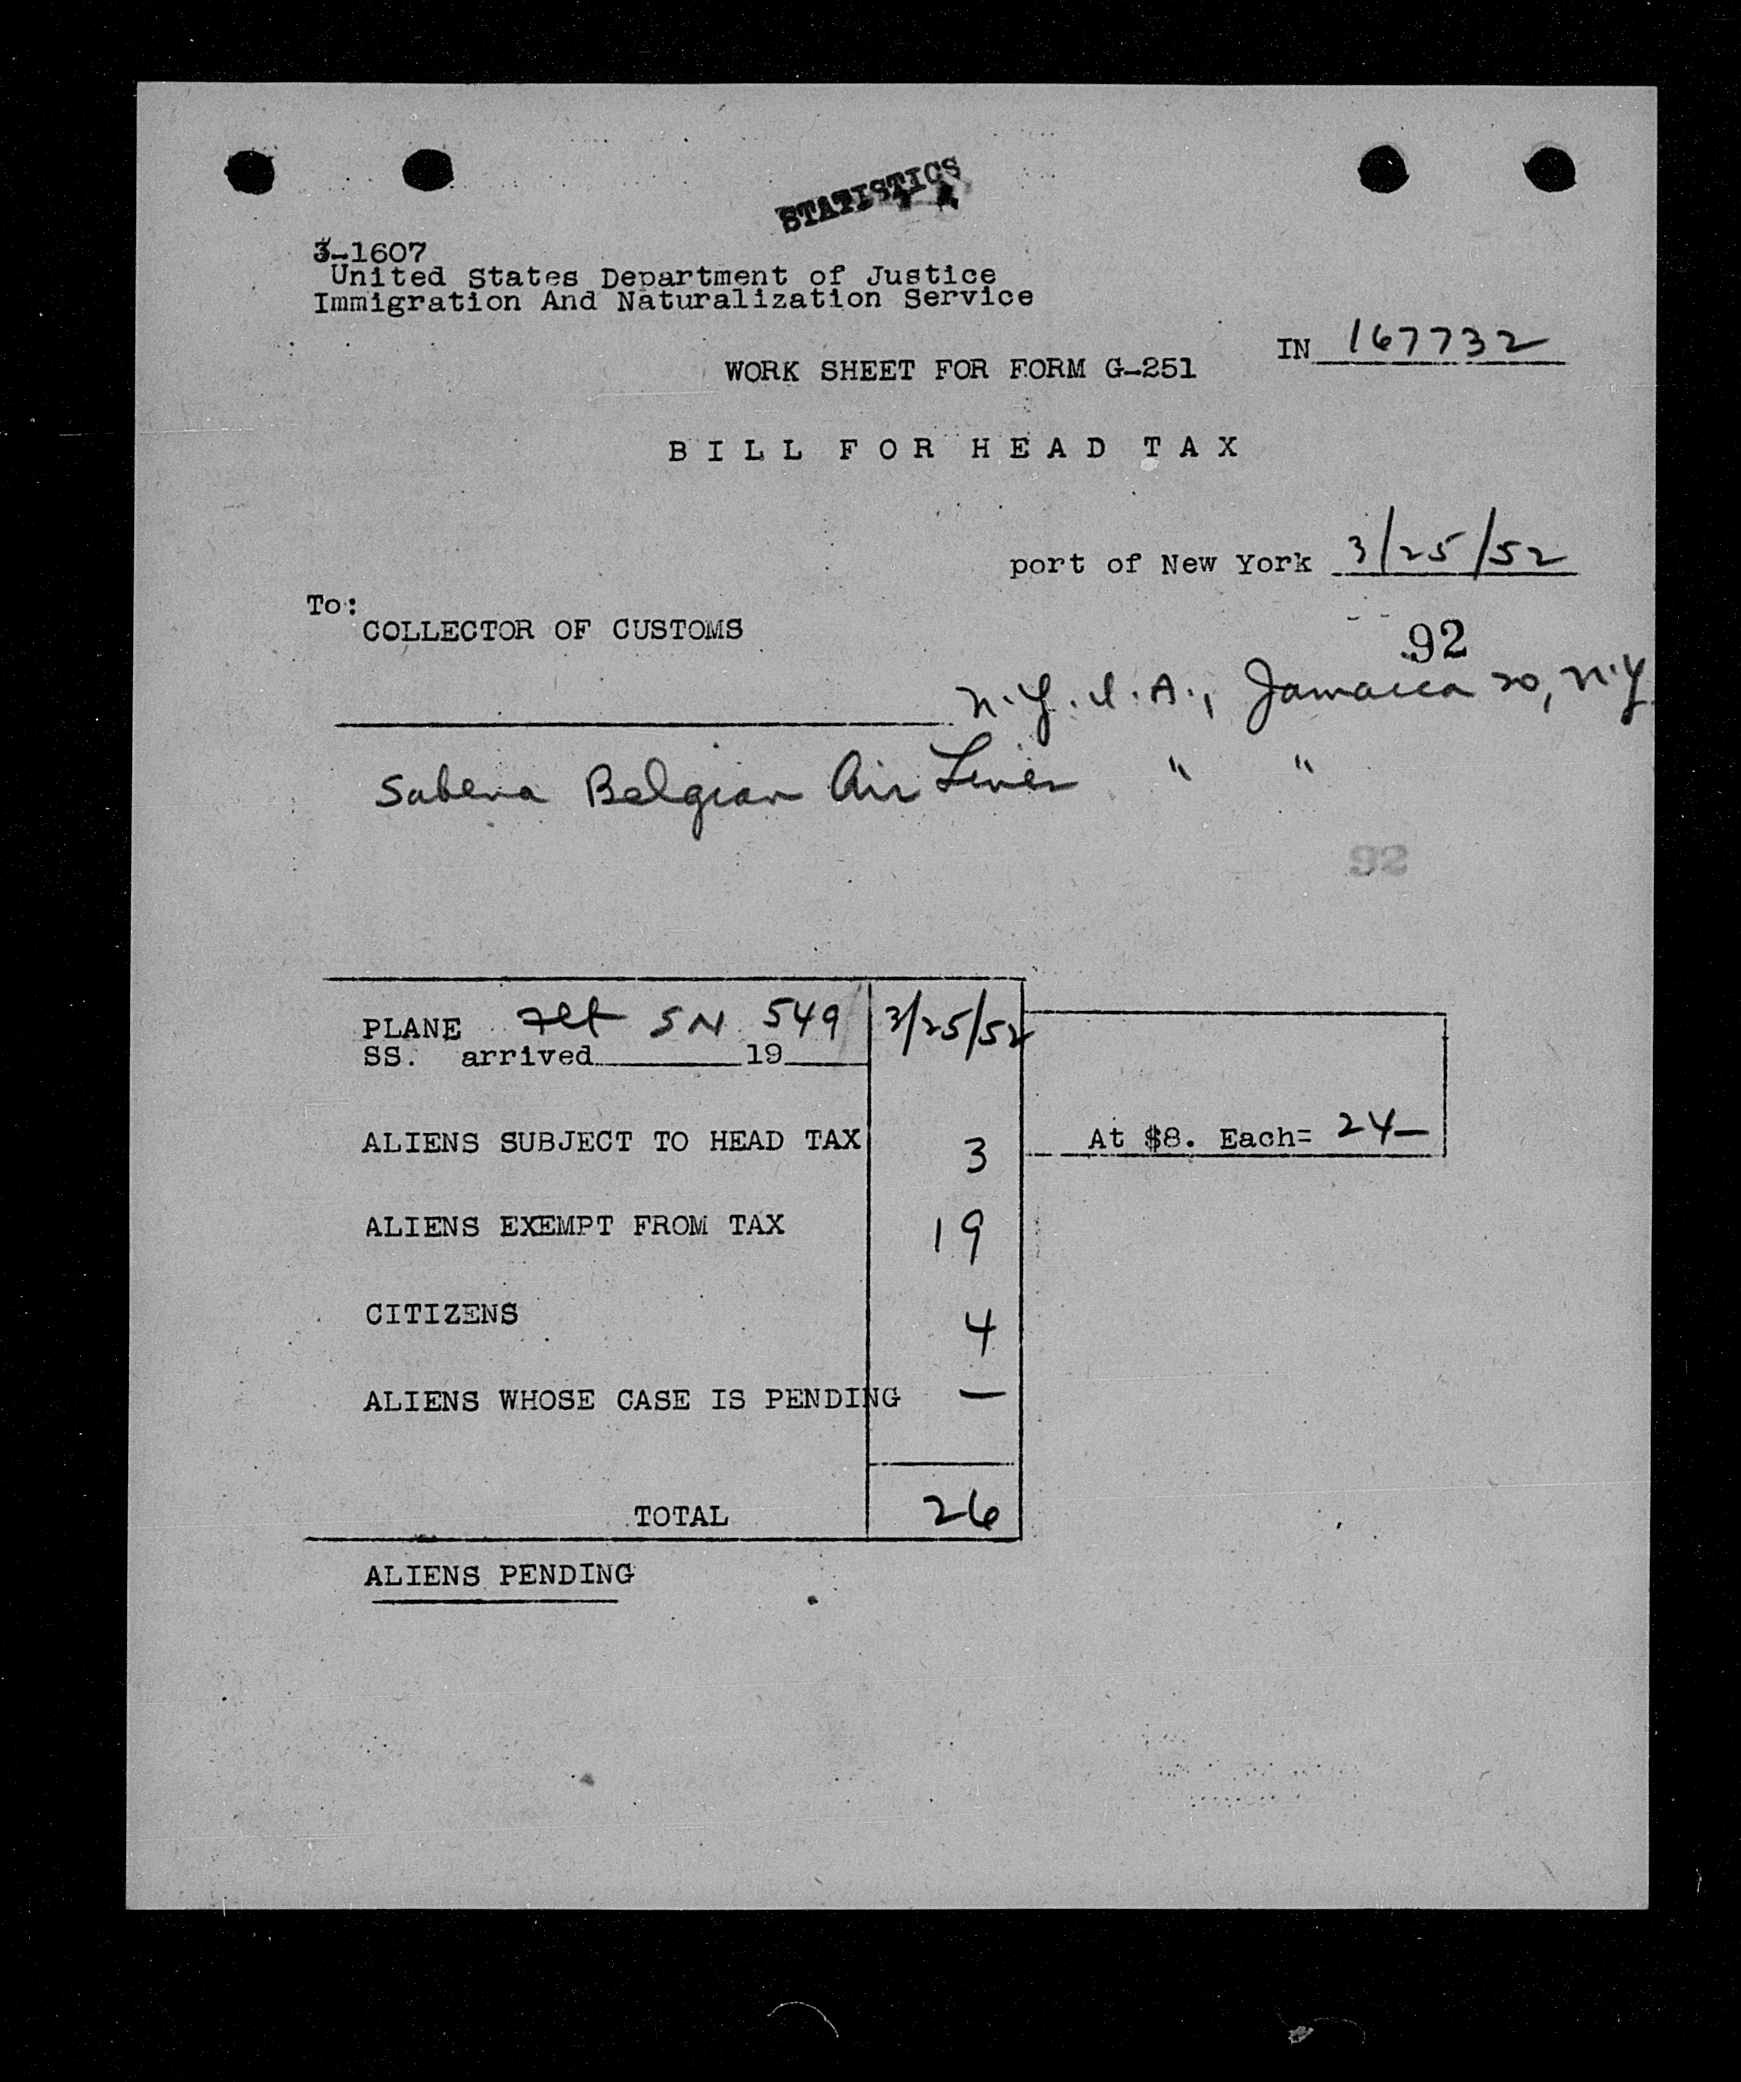 STATISTICS
3-1607
United States Department of Justice
Immigration And Naturalization Service
IN 167732
WORK SHEET FOR FORM G-251
BILL FOR HEAD TAX
port of New York 3/25/52
To:
COLLECTOR OF CUSTOMS
92
N.Y.I.A., Jamaica 20, N.Y.
Sabena Belgian Air Lines " "
92
PLANE Flt SN 549 3/25/52
SS. arrived 19
ALIENS SUBJECT TO HEAD TAX 3 At $8. Each= 24—
ALIENS EXEMPT FROM TAX 19
CITIZENS 4
ALIENS WHOSE CASE IS PENDING —
TOTAL 26
ALIENS PENDING